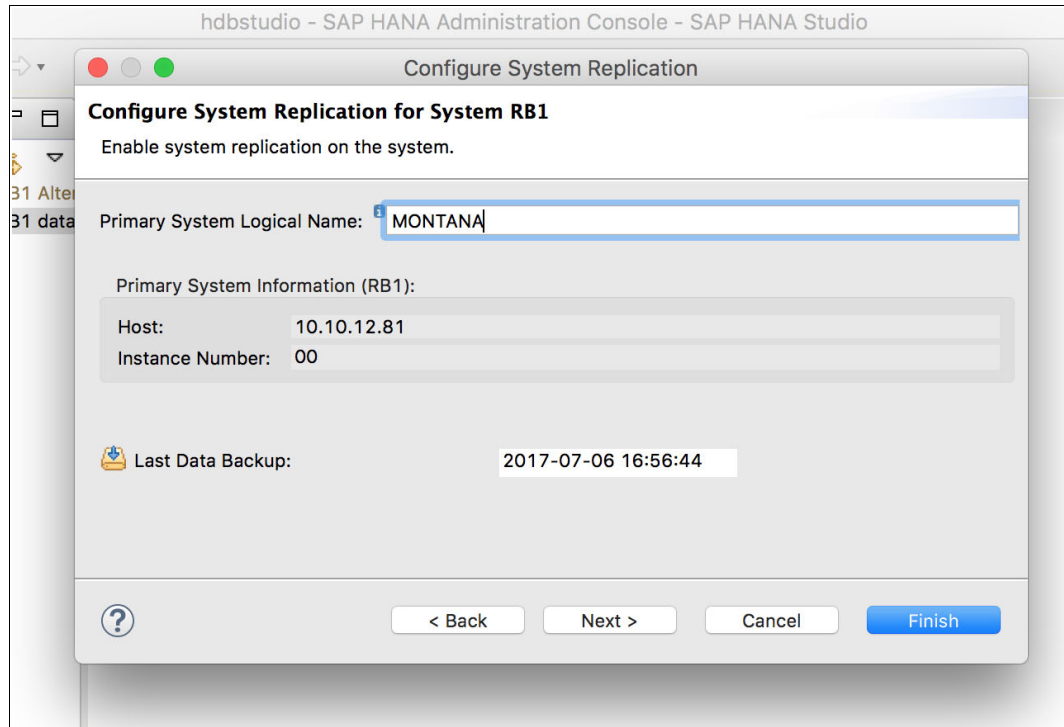 hdbstudio - SAP HANA Administration Console - SAP HANA Studio
Configure System Replication
Configure System Replication for System RB1
Enable system replication on the system.
31 Alter
31 data
Primary System Logical Name: MONTANA
Primary System Information (RB1):
Host: 10.10.12.81
Instance Number: 00
Last Data Backup: 2017-07-06 16:56:44
? < Back Next > Cancel Finish